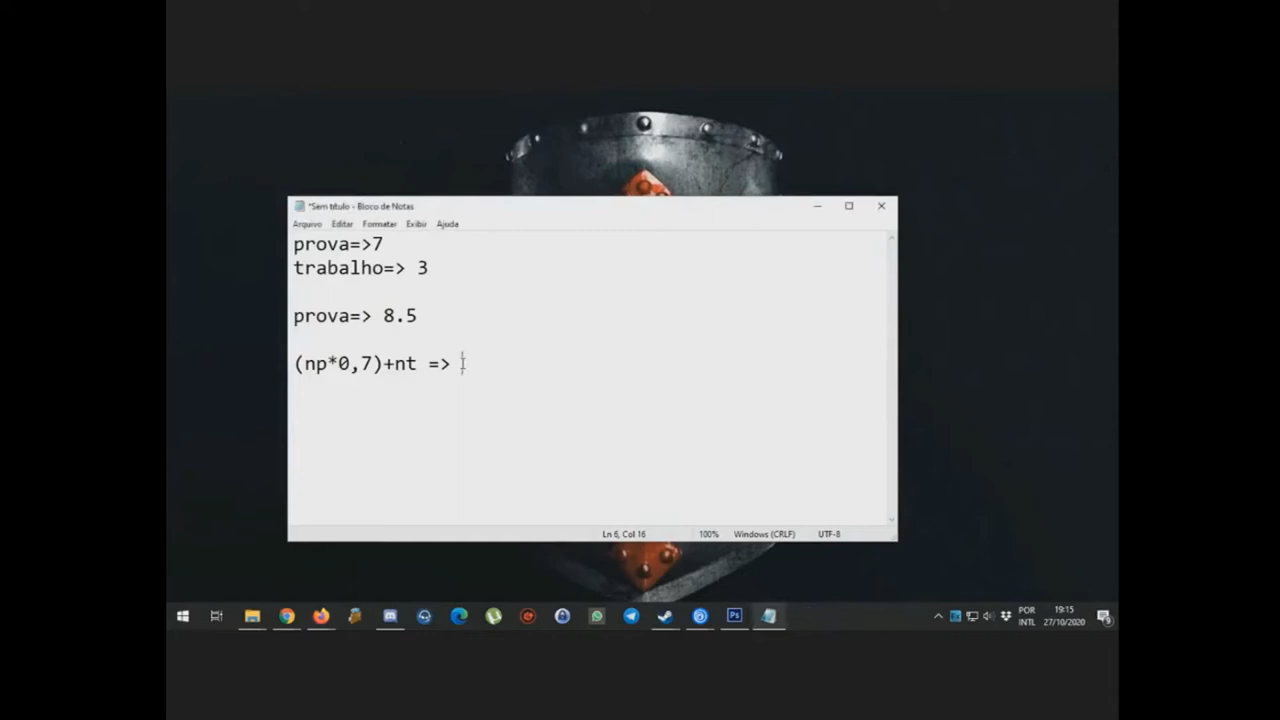 *Sem título - Bloco de Notas
Arquivo Editar Formatar Exibir Ajuda
prova=>7
trabalho=> 3
prova=> 8.5
(np*0,7)+nt =>
Ln 6, Col 16 100% Windows (CRLF) UTF-8
Ps
POR 19:15
INTL 27/10/2020